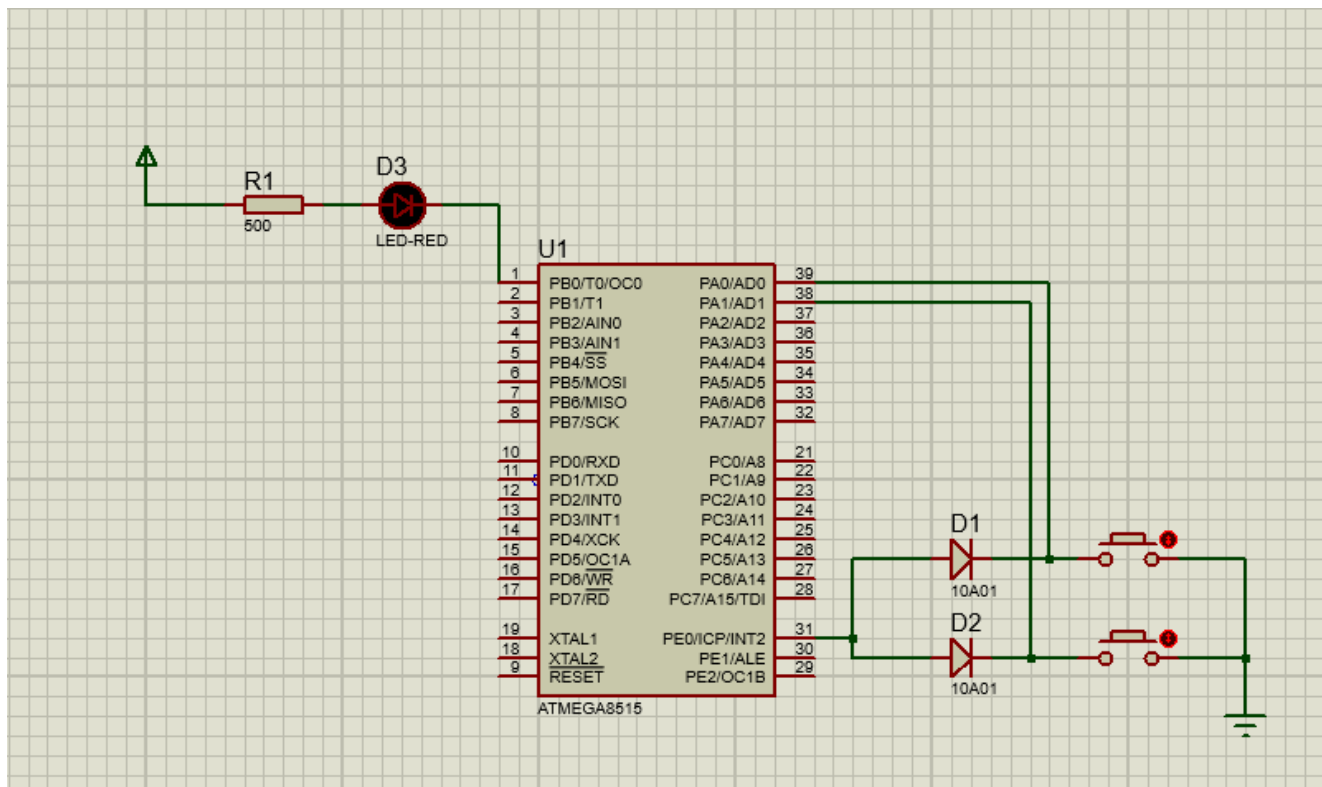 D3
R1
500
LED-RED
U1
1 PB0/T0/OC0 PA0/AD0 39
2 PB1/T1 PA1/AD1 38
3 PB2/AIN0 PA2/AD2 37
4 PB3/AIN1 PA3/AD3 36
5 PB4/SS PA4/AD4 35
6 PB5/MOSI PA5/AD5 34
7 PB6/MISO PA6/AD6 33
8 PB7/SCK PA7/AD7 32
10 PD0/RXD PC0/A8 21
11 PD1/TXD PC1/A9 22
12 PD2/INT0 PC2/A10 23
13 PD3/INT1 PC3/A11 24
14 PD4/XCK PC4/A12 25
15 PD5/OC1A PC5/A13 26
16 PD6/WR PC6/A14 27
17 PD7/RD PC7/A15/TDI 28
19 XTAL1 PE0/ICP/INT2 31
18 XTAL2 PE1/ALE 30
9 RESET PE2/OC1B 29
ATMEGA8515
D1
10A01
D2
10A01